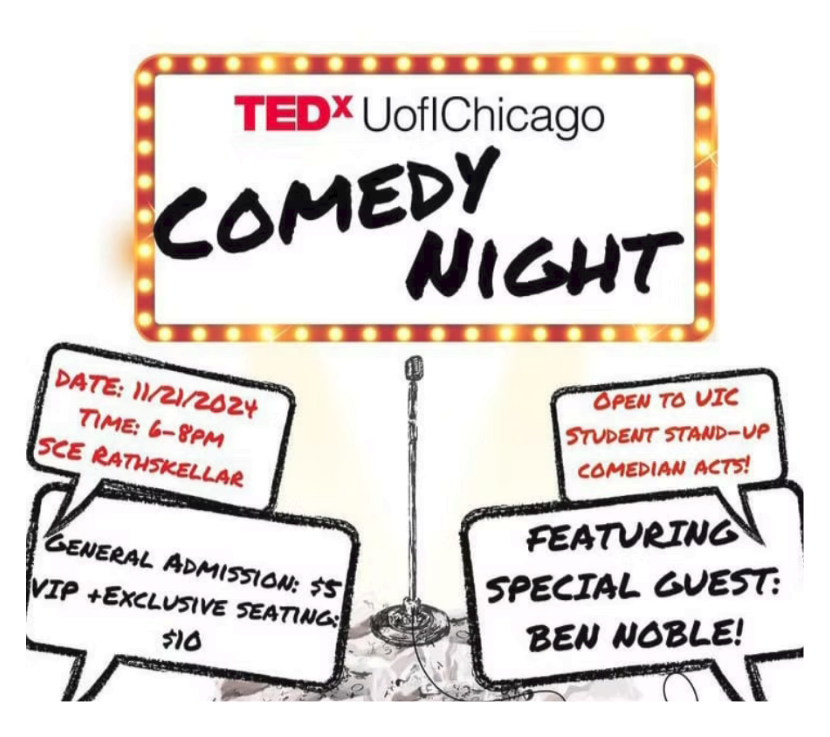 TEDx UofIChicago
COMEDY
NIGHT
DATE: 11/21/2024
TIME: 6-8PM
SCE RATHSKELLAR
OPEN TO UIC
STUDENT STAND-UP
COMEDIAN ACTS!
GENERAL ADMISSION: $5
VIP +EXCLUSIVE SEATING:
$10
FEATURING
SPECIAL GUEST:
BEN NOBLE!